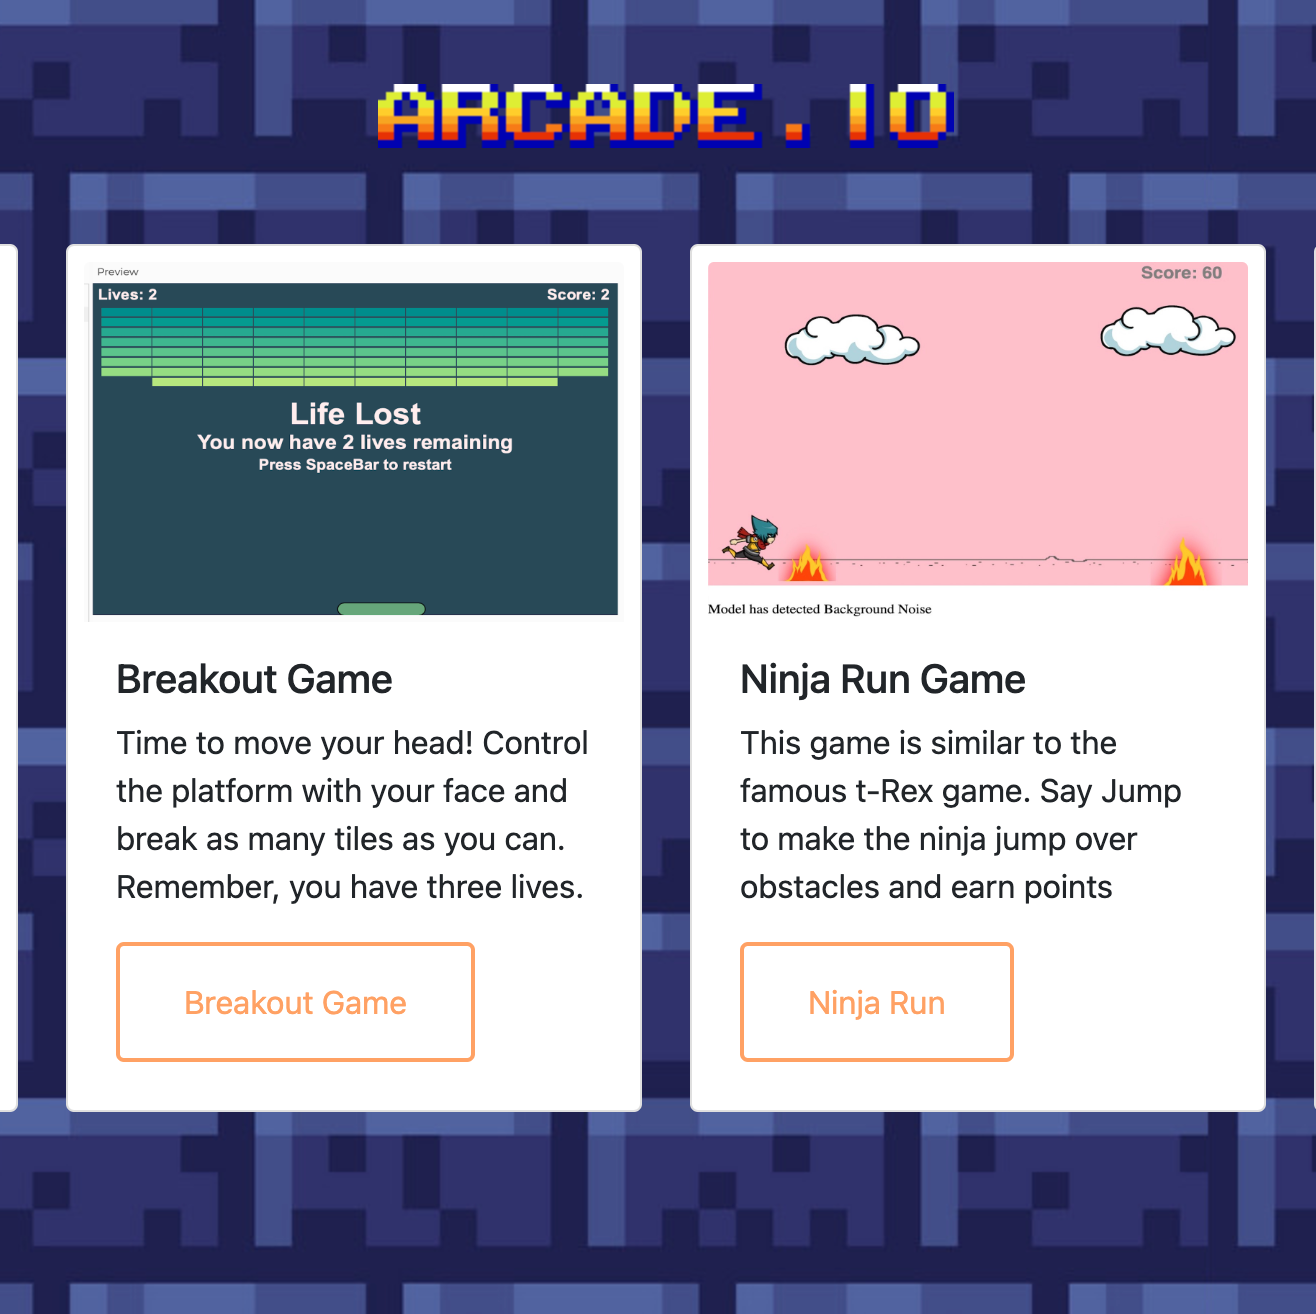 ARCADE.IO
Preview
Lives: 2
Score: 2
Life Lost
You now have 2 lives remaining
Press SpaceBar to restart
Breakout Game
Time to move your head! Control
the platform with your face and
break as many tiles as you can.
Remember, you have three lives.
Breakout Game
Score: 60
Model has detected Background Noise
Ninja Run Game
This game is similar to the
famous t-Rex game. Say Jump
to make the ninja jump over
obstacles and earn points
Ninja Run